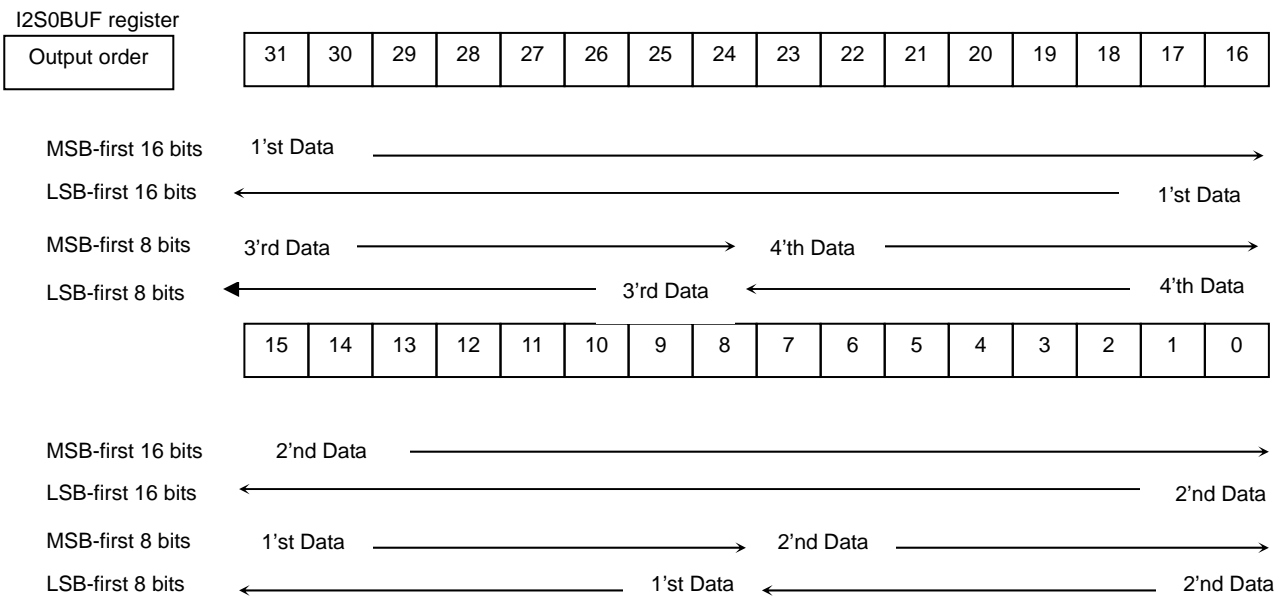 I2S0BUF register
Output order
31 30 29 28 27 26 25 24 23 22 21 20 19 18 17 16
MSB-first 16 bits 1’st Data
LSB-first 16 bits 1’st Data
MSB-first 8 bits 3’rd Data 4’th Data
LSB-first 8 bits 3’rd Data 4’th Data
15 14 13 12 11 10 9 8 7 6 5 4 3 2 1 0
MSB-first 16 bits 2’nd Data
LSB-first 16 bits 2’nd Data
MSB-first 8 bits 1’st Data 2’nd Data
LSB-first 8 bits 1’st Data 2’nd Data